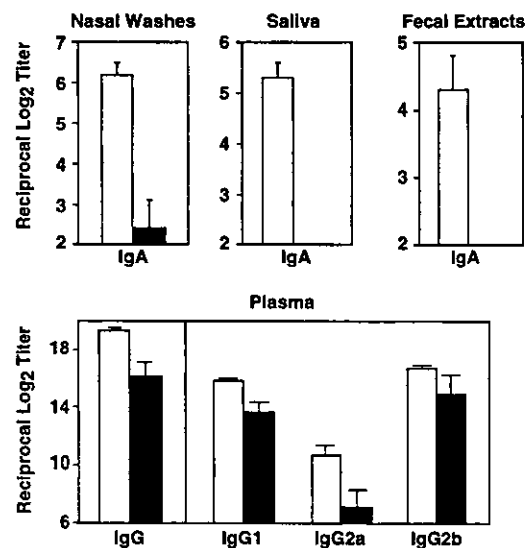 Nasal Washes Saliva Fecal Extracts
Reciprocal Log2 Titer
7
6
5
4
3
2
IgA
6
5
4
3
2
IgA
5
4
3
2
IgA
Plasma
Reciprocal Log2 Titer
18
14
10
6
IgG IgG1 IgG2a IgG2b